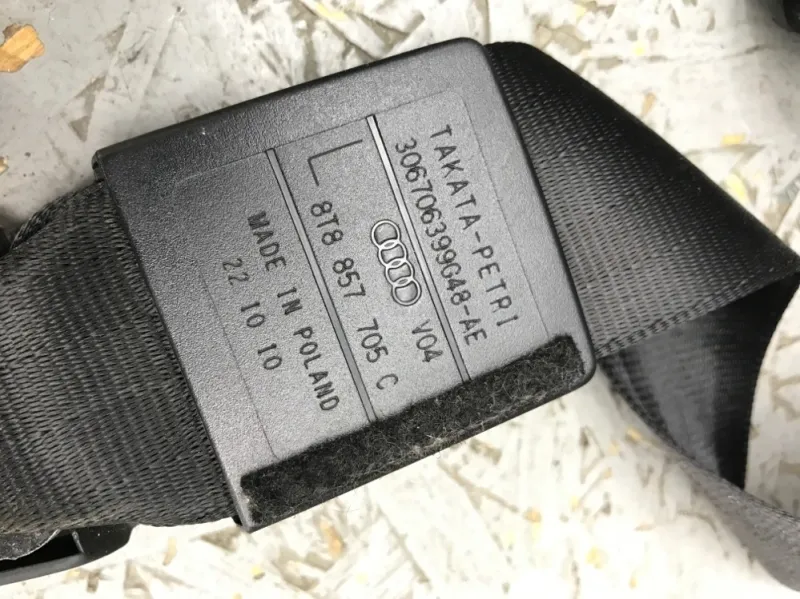 TAKATA-PETRI
306706399G48-AE
V04
L
8T8 857 705 C
MADE IN POLAND
22 10 10